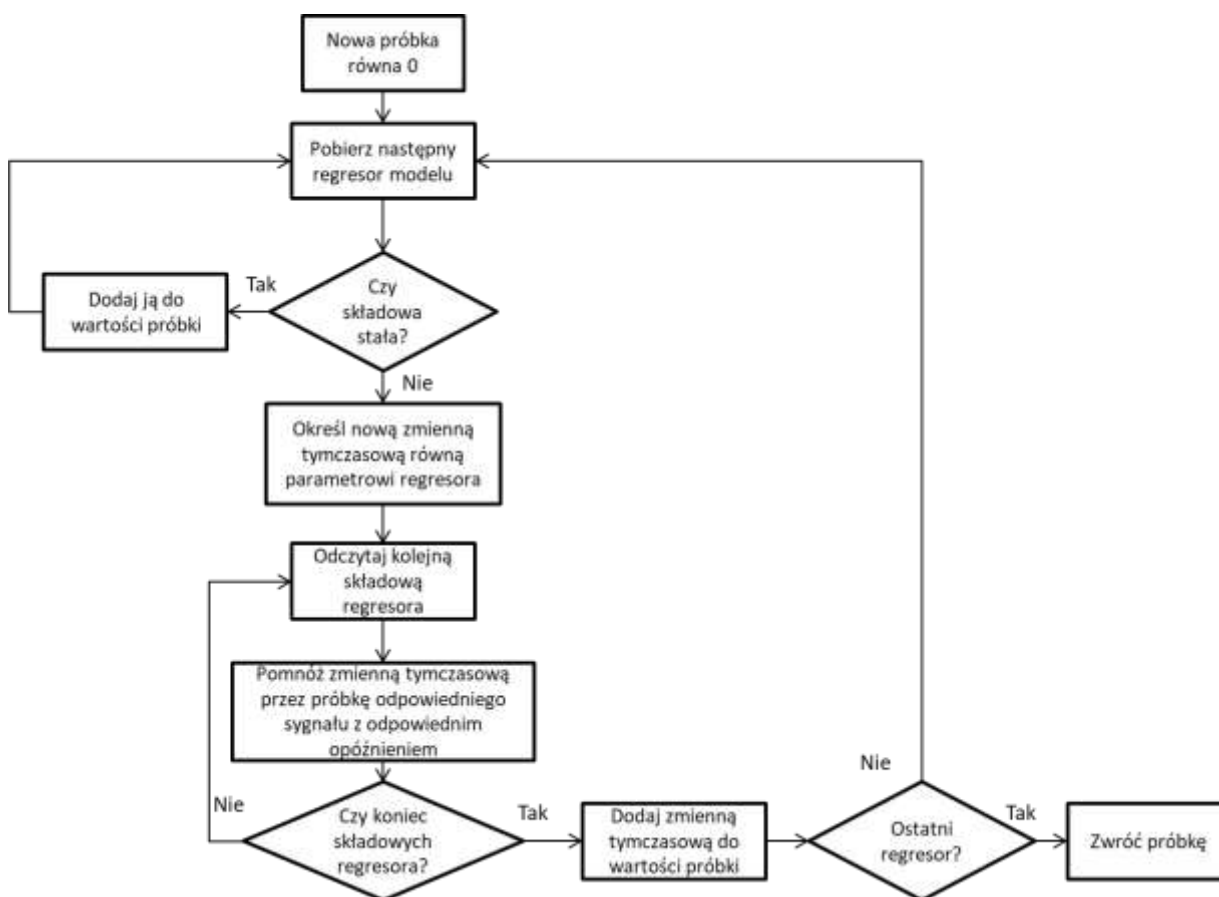 Nowa próbka
równa 0
Pobierz następny
regresor modelu
Tak
Dodaj ją do
wartości próbki
Czy
składowa
stała?
Nie
Określ nową zmienną
tymczasową równą
parametrowi regresora
Odczytaj kolejną
składową
regresora
Pomnóż zmienną tymczasową
przez próbkę odpowiedniego
sygnału z odpowiednim
opóźnieniem
Nie
Czy koniec
składowych
regresora?
Tak
Dodaj zmienną
tymczasową do
wartości próbki
Nie
Ostatni
regresor?
Tak
Zwróć próbkę